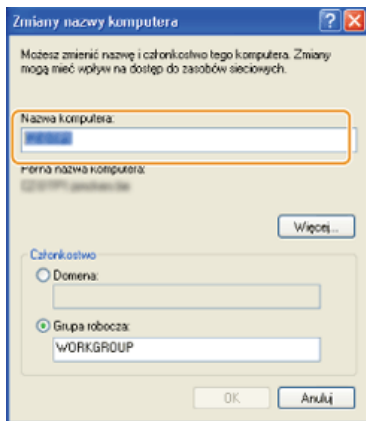 Zmiany nazwy komputera
Możesz zmienić nazwę i członkostwo tego komputera. Zmiany
mogą mieć wpływ na dostęp do zasobów sieciowych.
Nazwa komputera:
Pełna nazwa komputera:
Więcej...
Członkostwo
Domena:
Grupa robocza:
WORKGROUP
OK
Anuluj